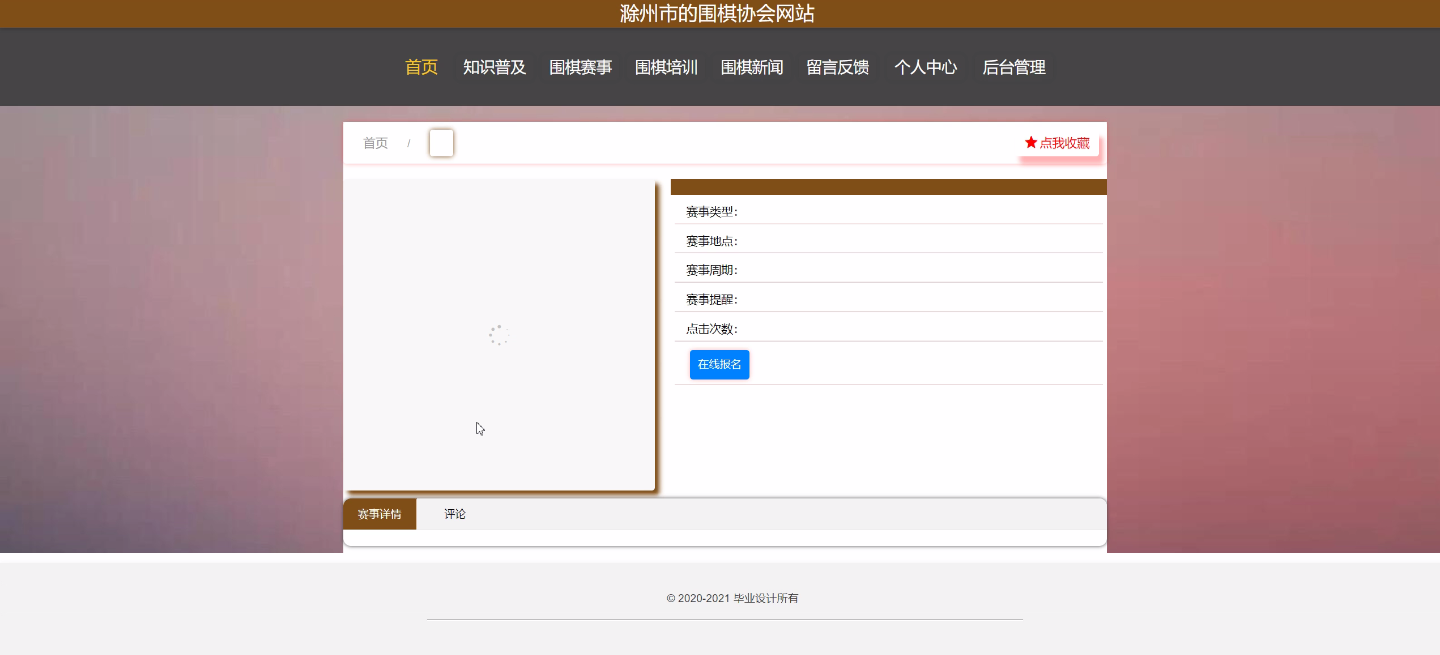 滁州市的围棋协会网站
首页 知识普及 围棋赛事 围棋培训 围棋新闻 留言反馈 个人中心 后台管理
首页 / ★点我收藏
赛事类型：
赛事地点：
赛事周期：
赛事提醒：
点击次数：
在线报名
赛事详情 评论
© 2020-2021 毕业设计所有